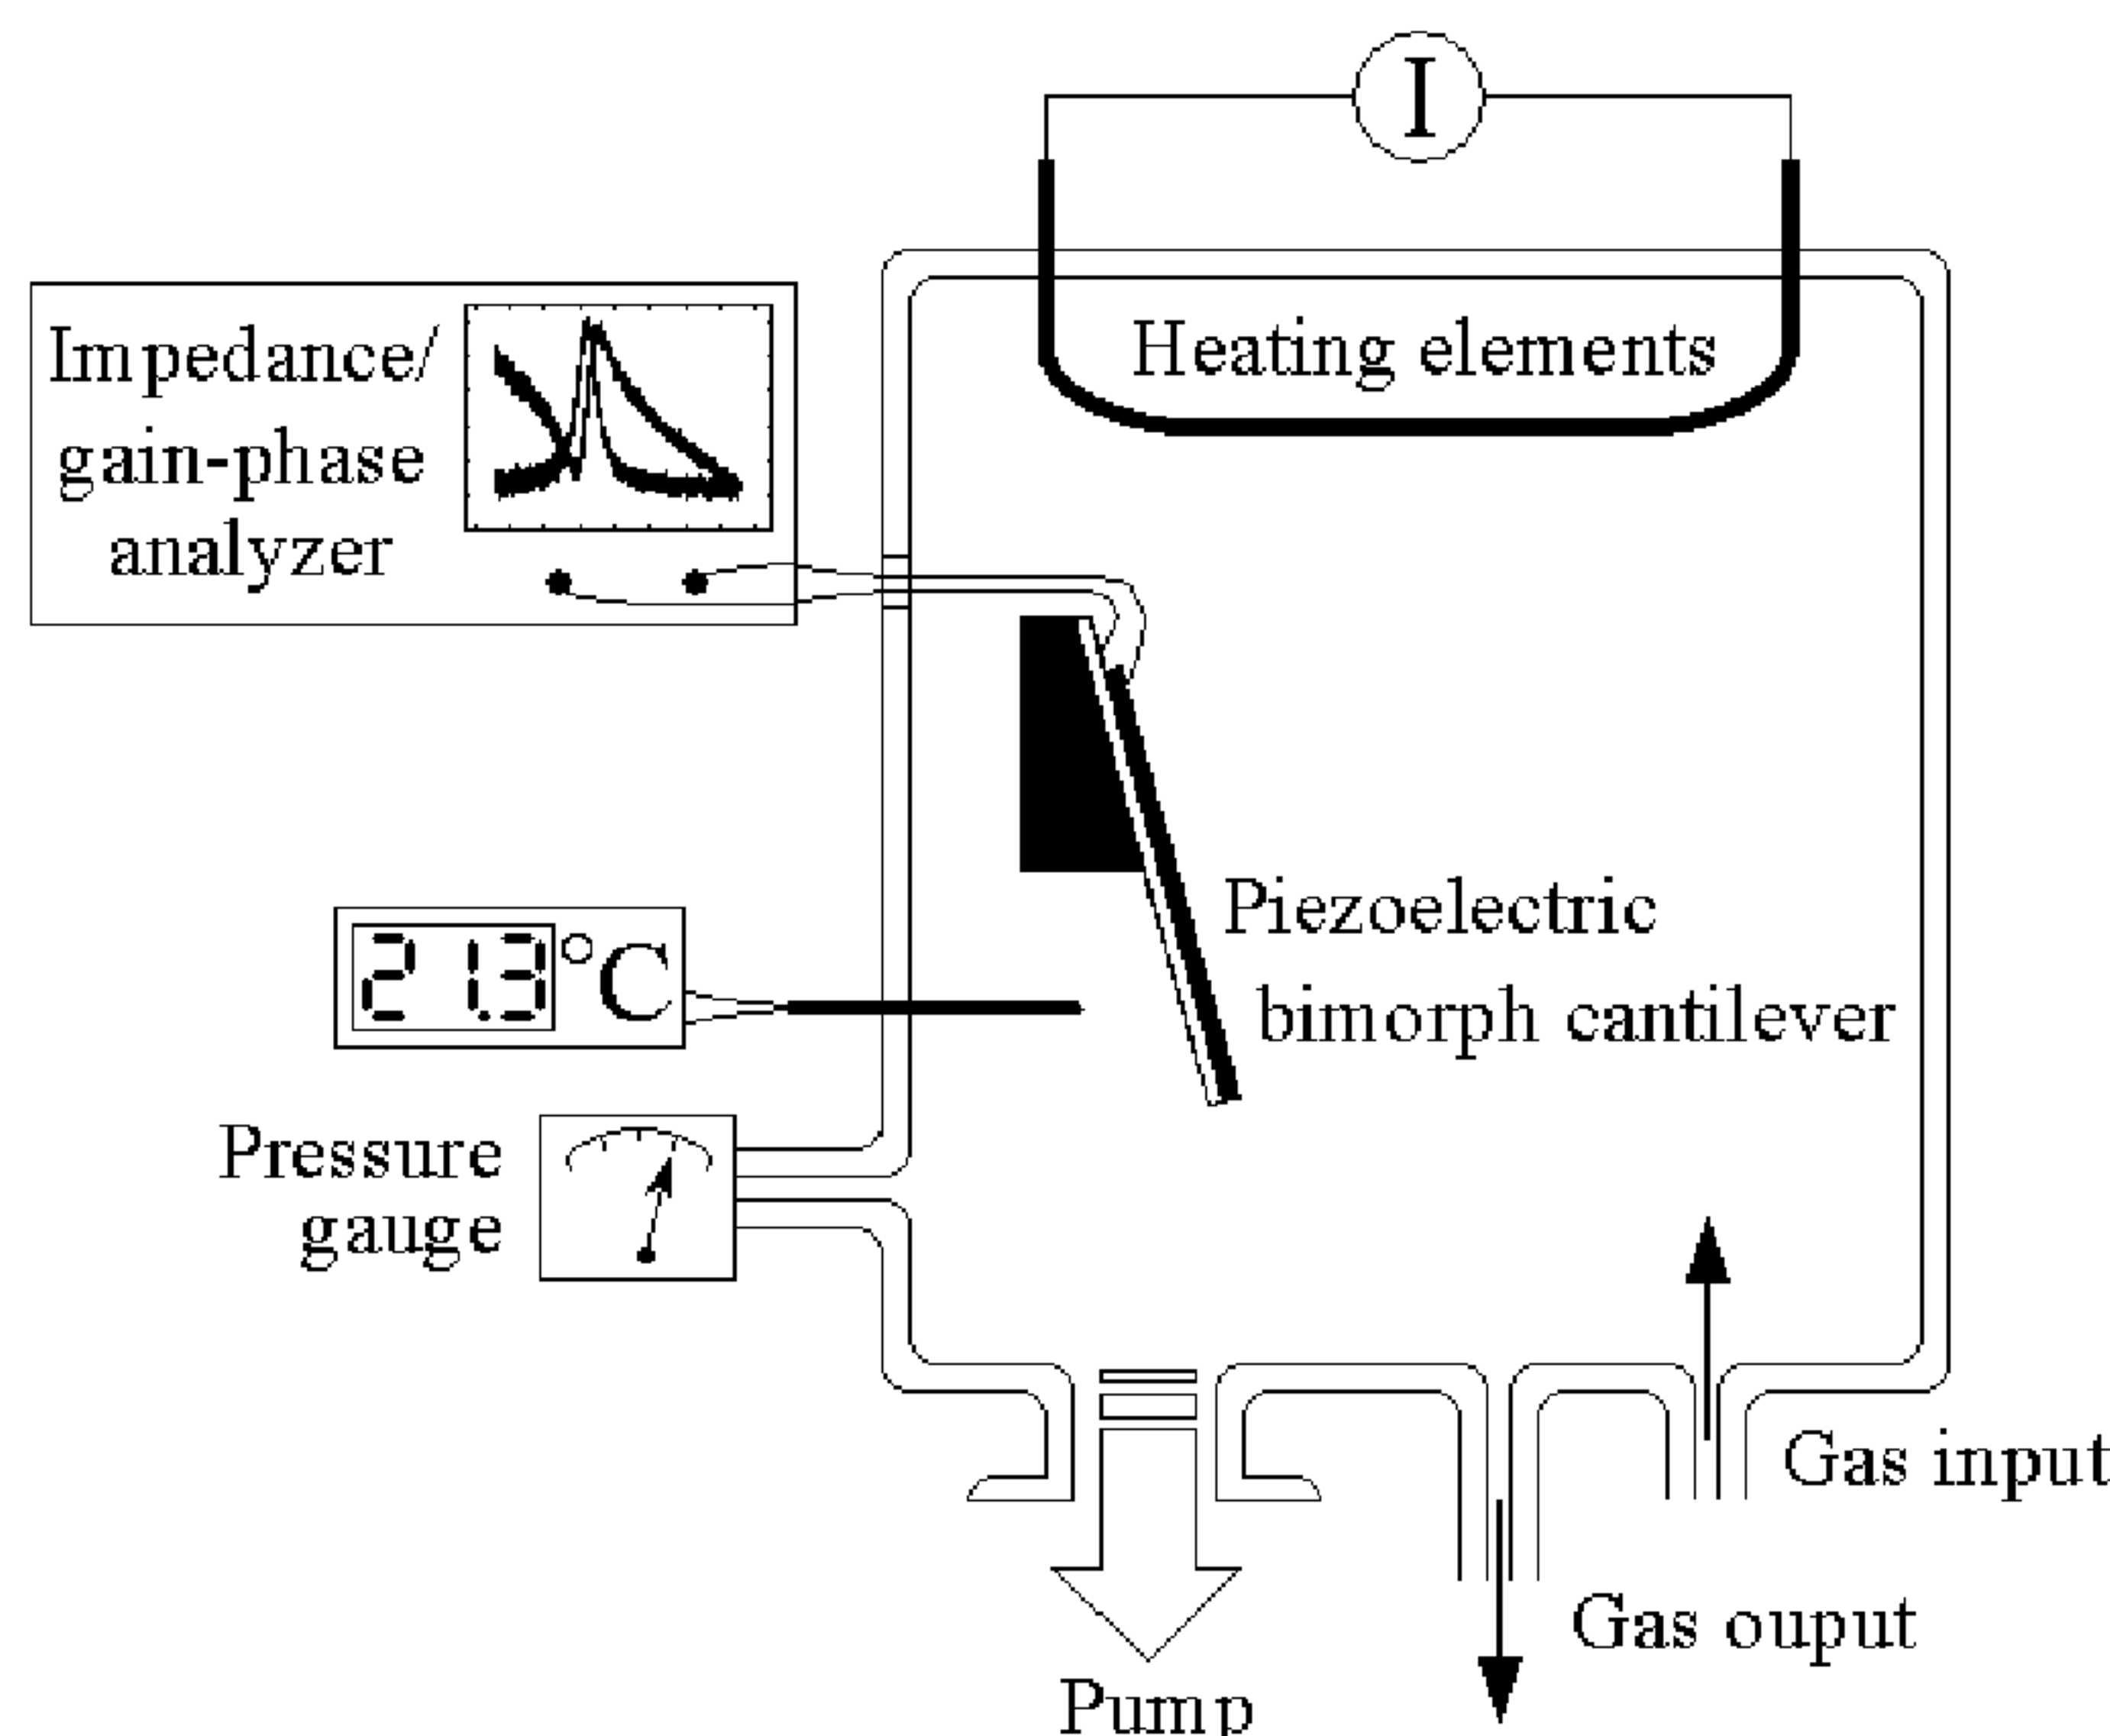 I
Heating elements
Impedance/
gain-phase
analyzer
Piezoelectric
bimorph cantilever
21.3°C
Pressure
gauge
Gas input
Gas ouput
Pump